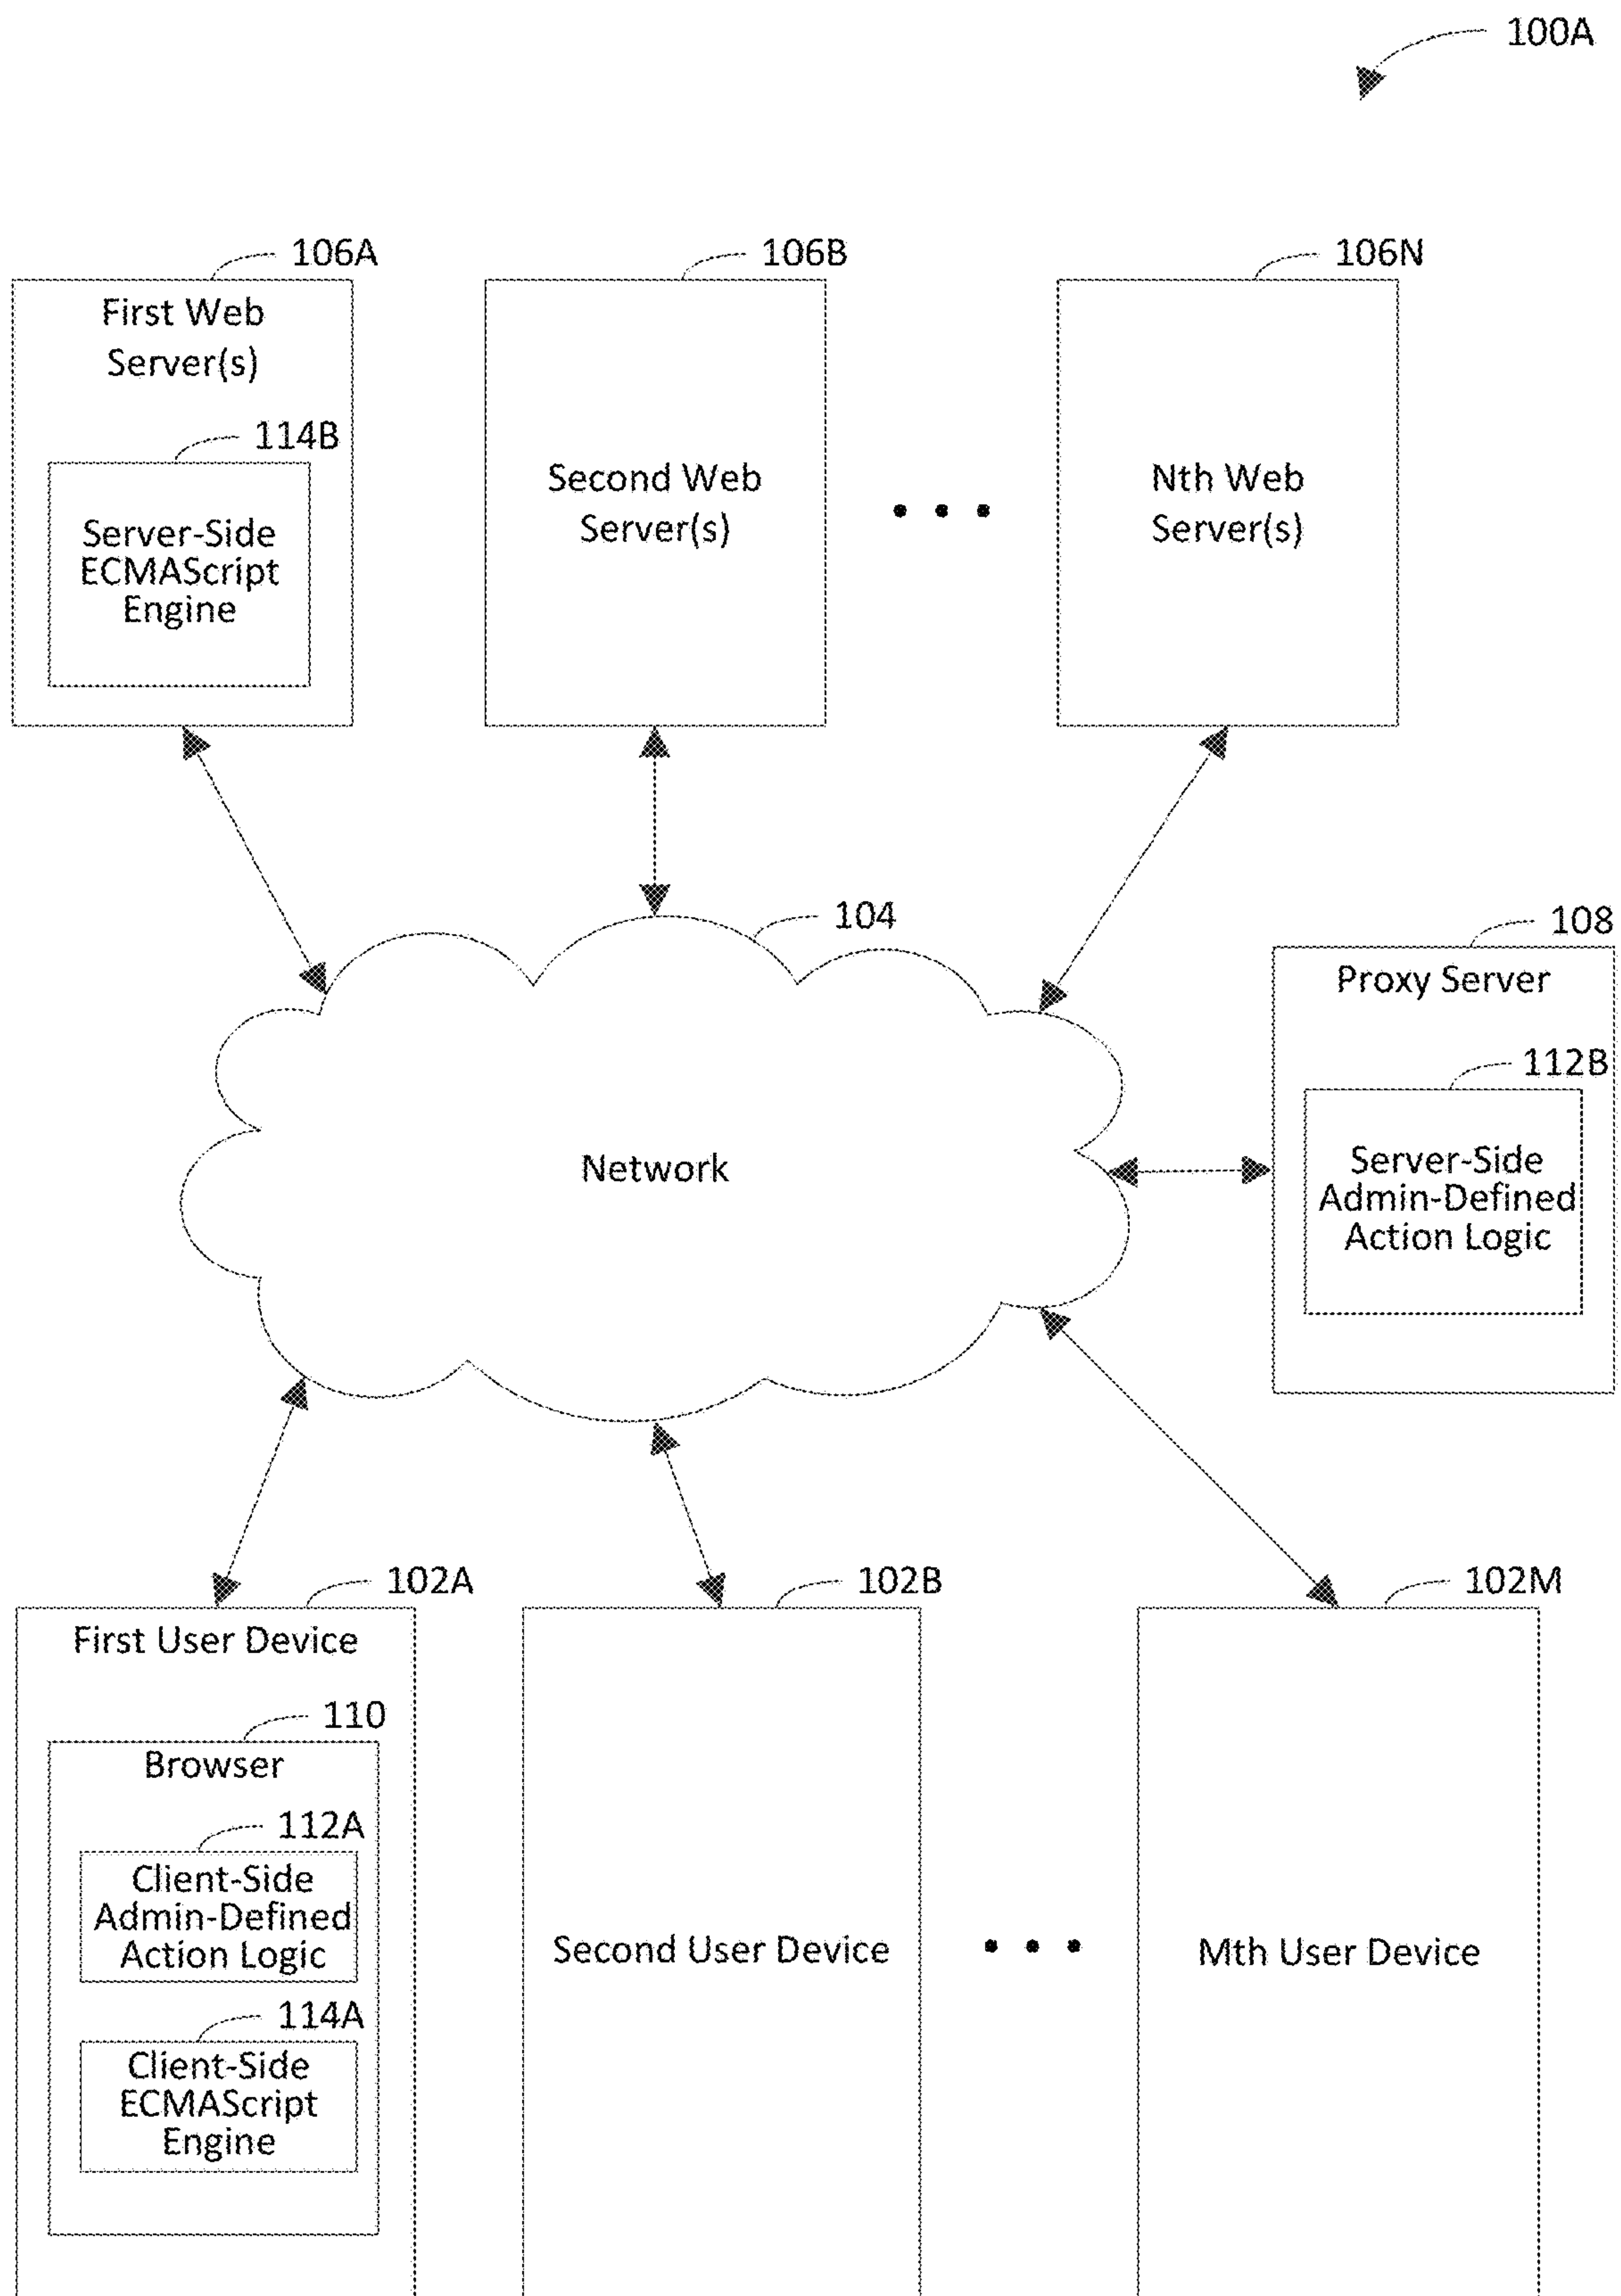 100A
106A
106B
106N
First Web
Server(s)
114B
Server-Side
ECMAScript
Engine
Second Web
Server(s)
Nth Web
Server(s)
104
108
Proxy Server
112B
Server-Side
Admin-Defined
Action Logic
Network
102A
102B
102M
First User Device
110
Browser
112A
Client-Side
Admin-Defined
Action Logic
114A
Client-Side
ECMAScript
Engine
Second User Device
Mth User Device